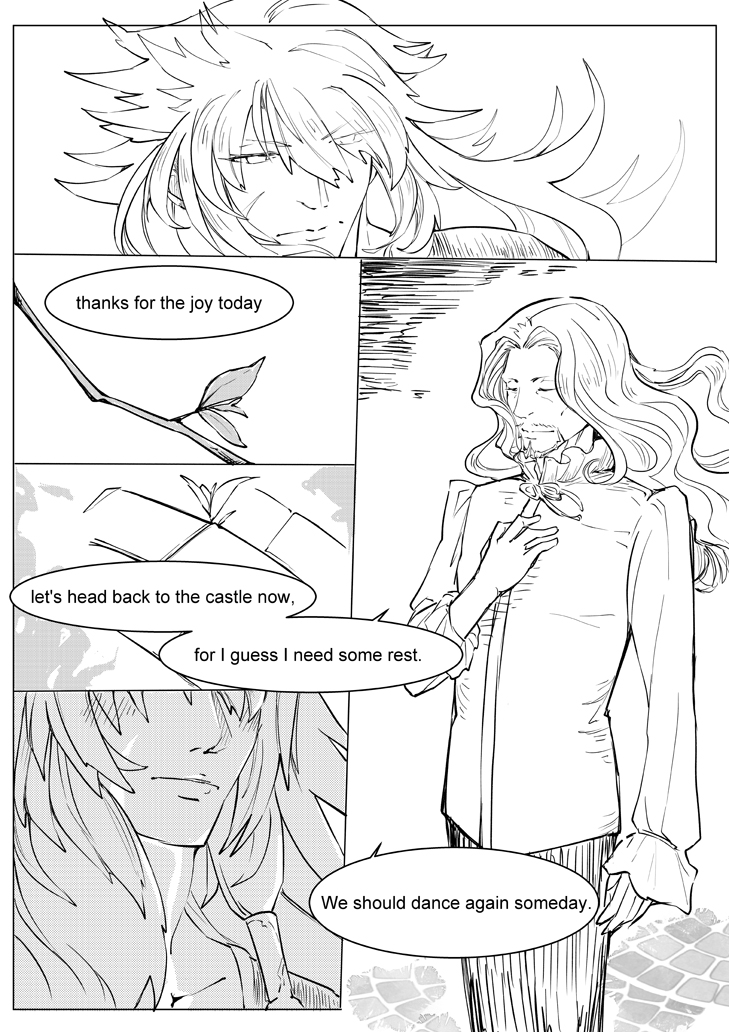 thanks for the joy today
let's head back to the castle now,
for I guess I need some rest.
We should dance again someday.